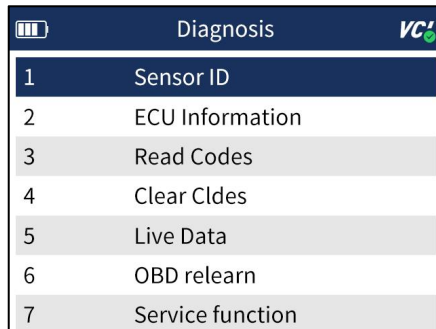 Diagnosis VCI
1 Sensor ID
2 ECU Information
3 Read Codes
4 Clear Cldes
5 Live Data
6 OBD relearn
7 Service function